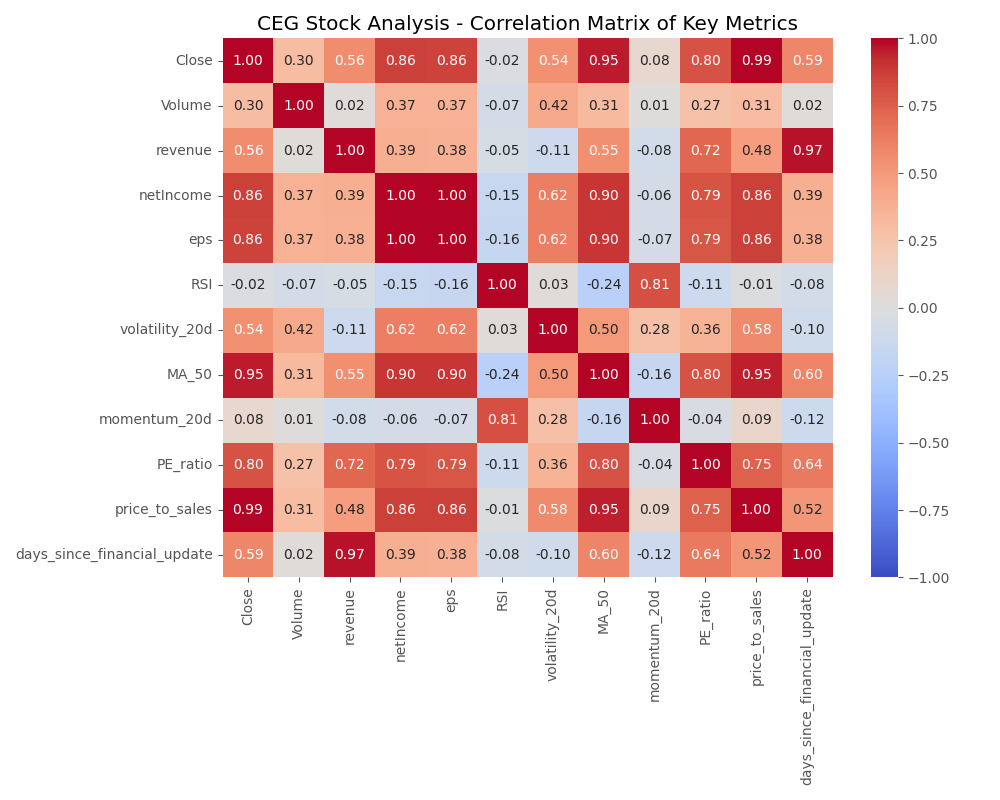 CEG Stock Analysis - Correlation Matrix of Key Metrics
Close 1.00 0.30 0.56 0.86 0.86 -0.02 0.54 0.95 0.08 0.80 0.99 0.59
Volume 0.30 1.00 0.02 0.37 0.37 -0.07 0.42 0.31 0.01 0.27 0.31 0.02
revenue 0.56 0.02 1.00 0.39 0.38 -0.05 -0.11 0.55 -0.08 0.72 0.48 0.97
netIncome 0.86 0.37 0.39 1.00 1.00 -0.15 0.62 0.90 -0.06 0.79 0.86 0.39
eps 0.86 0.37 0.38 1.00 1.00 -0.16 0.62 0.90 -0.07 0.79 0.86 0.38
RSI -0.02 -0.07 -0.05 -0.15 -0.16 1.00 0.03 -0.24 0.81 -0.11 -0.01 -0.08
volatility_20d 0.54 0.42 -0.11 0.62 0.62 0.03 1.00 0.50 0.28 0.36 0.58 -0.10
MA_50 0.95 0.31 0.55 0.90 0.90 -0.24 0.50 1.00 -0.16 0.80 0.95 0.60
momentum_20d 0.08 0.01 -0.08 -0.06 -0.07 0.81 0.28 -0.16 1.00 -0.04 0.09 -0.12
PE_ratio 0.80 0.27 0.72 0.79 0.79 -0.11 0.36 0.80 -0.04 1.00 0.75 0.64
price_to_sales 0.99 0.31 0.48 0.86 0.86 -0.01 0.58 0.95 0.09 0.75 1.00 0.52
days_since_financial_update 0.59 0.02 0.97 0.39 0.38 -0.08 -0.10 0.60 -0.12 0.64 0.52 1.00
Close
Volume
revenue
netIncome
eps
RSI
volatility_20d
MA_50
momentum_20d
PE_ratio
price_to_sales
days_since_financial_update
1.00
0.75
0.50
0.25
0.00
−0.25
−0.50
−0.75
−1.00